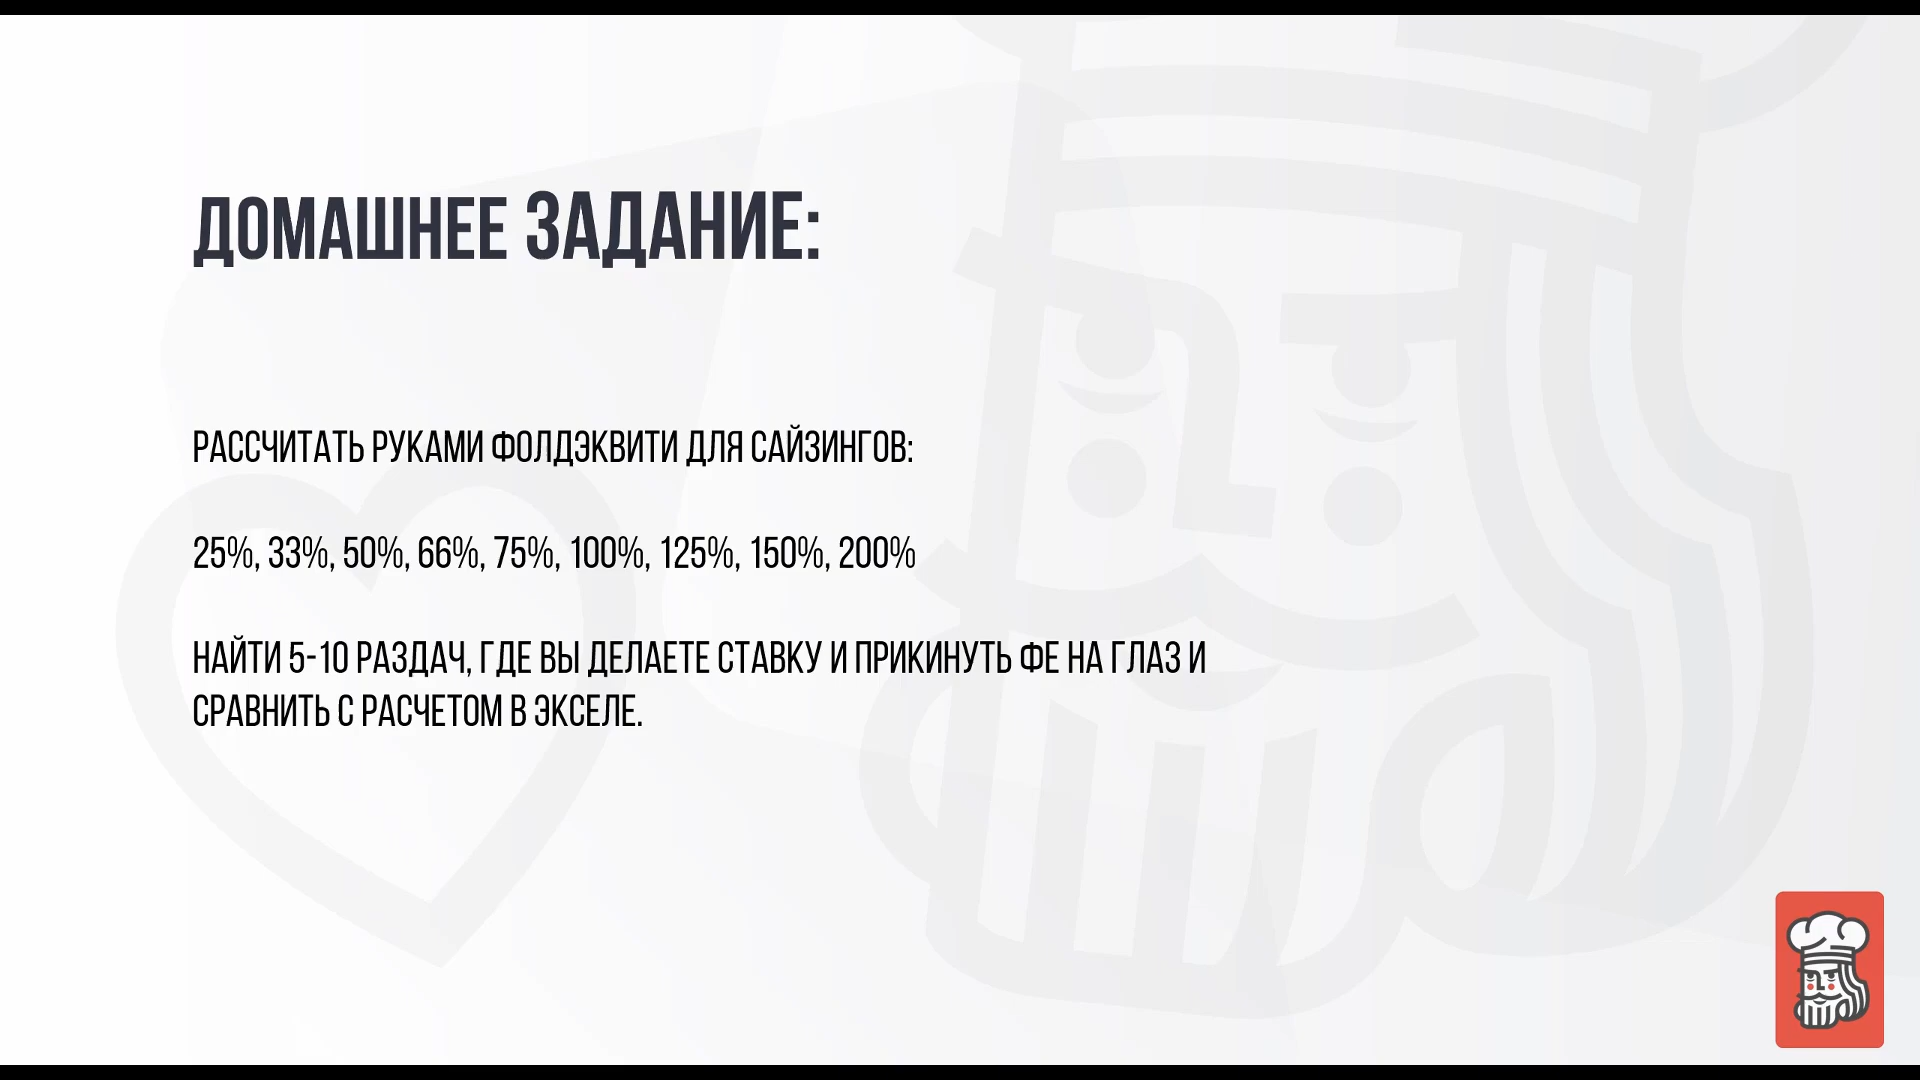 ДОМАШНЕЕ ЗАДАНИЕ:
РАССЧИТАТЬ РУКАМИ ФОЛДЭКВИТИ ДЛЯ САЙЗИНГОВ:
25%, 33%, 50%, 66%, 75%, 100%, 125%, 150%, 200%
НАЙТИ 5-10 РАЗДАЧ, ГДЕ ВЫ ДЕЛАЕТЕ СТАВКУ И ПРИКИНУТЬ ФЕ НА ГЛАЗ И
СРАВНИТЬ С РАСЧЕТОМ В ЭКСЕЛЕ.